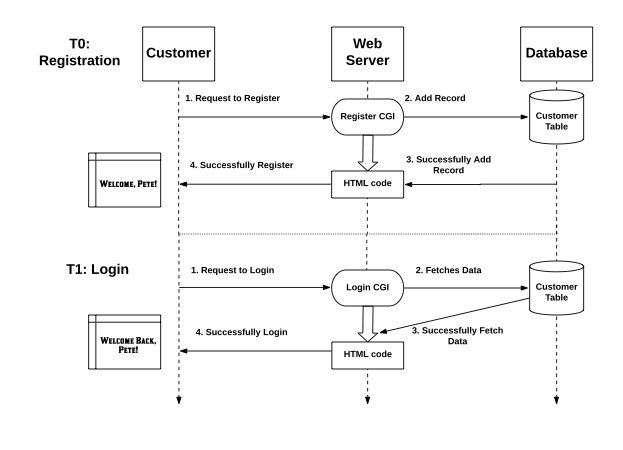 T0:
Registration
Customer
Web
Server
Database
1. Request to Register
Register CGI
2. Add Record
Customer
Table
Welcome, Pete!
4. Successfully Register
HTML code
3. Successfully Add
Record
T1: Login
1. Request to Login
Login CGI
2. Fetches Data
Customer
Table
Welcome Back,
Pete!
4. Successfully Login
HTML code
3. Successfully Fetch
Data